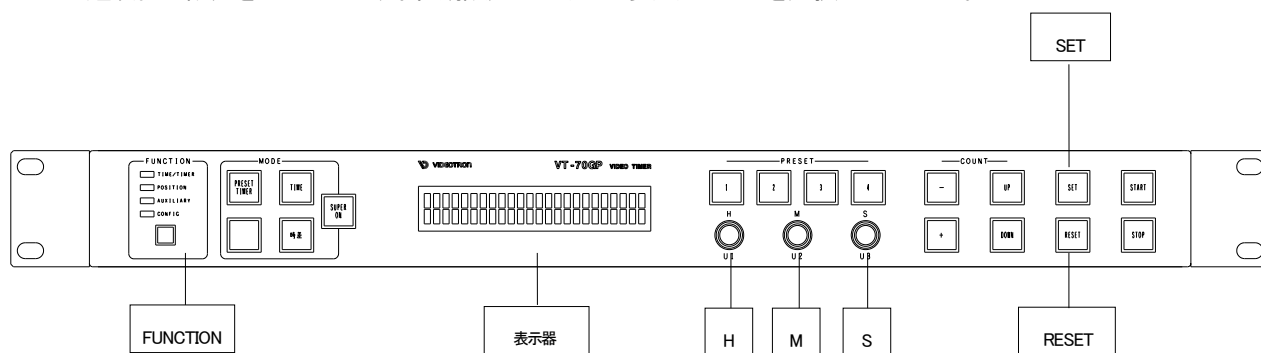 SET
FUNCTION
TIME/TIMER
POSITION
AUXILIARY
CONFIG
MODE
PRESET
TIMER
TIME
SUPER
ON
時差
VIDEOTRON
VT-70GP VIDEO TIMER
PRESET
1 2 3 4
H M S
U1 U2 U3
COUNT
- UP SET START
+ DOWN RESET STOP
FUNCTION
表示器
H
M
S
RESET